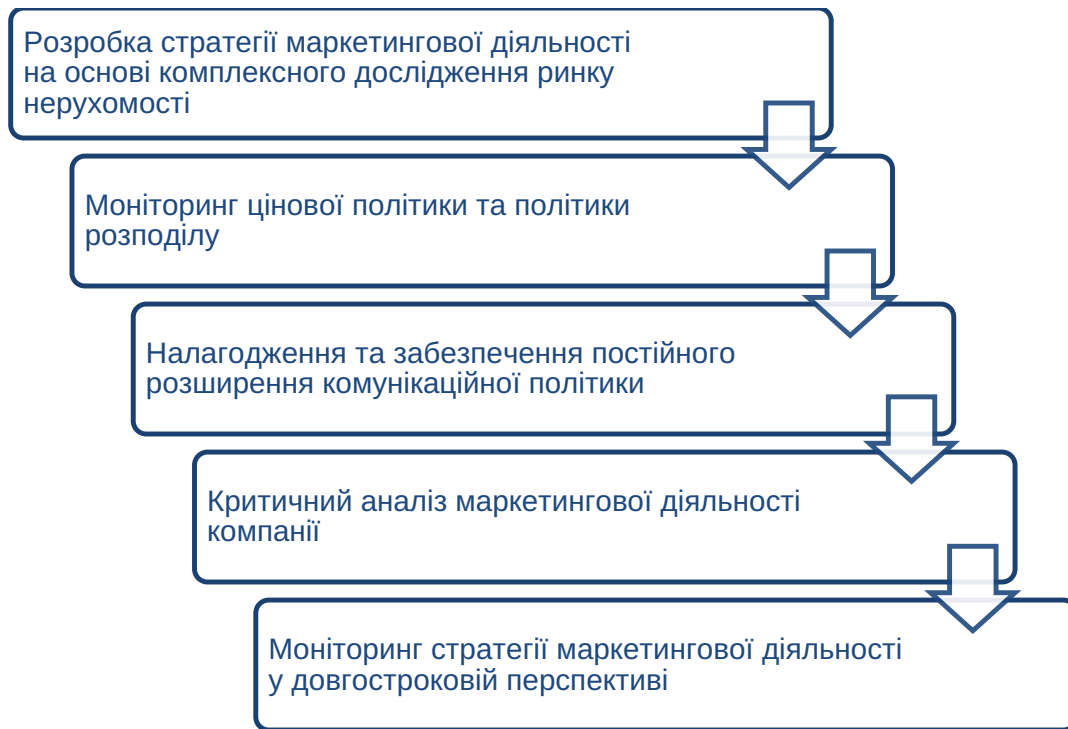 Розробка стратегії маркетингової діяльності
на основі комплексного дослідження ринку
нерухомості
Моніторинг цінової політики та політики
розподілу
Налагодження та забезпечення постійного
розширення комунікаційної політики
Критичний аналіз маркетингової діяльності
компанії
Моніторинг стратегії маркетингової діяльності
у довгостроковій перспективі